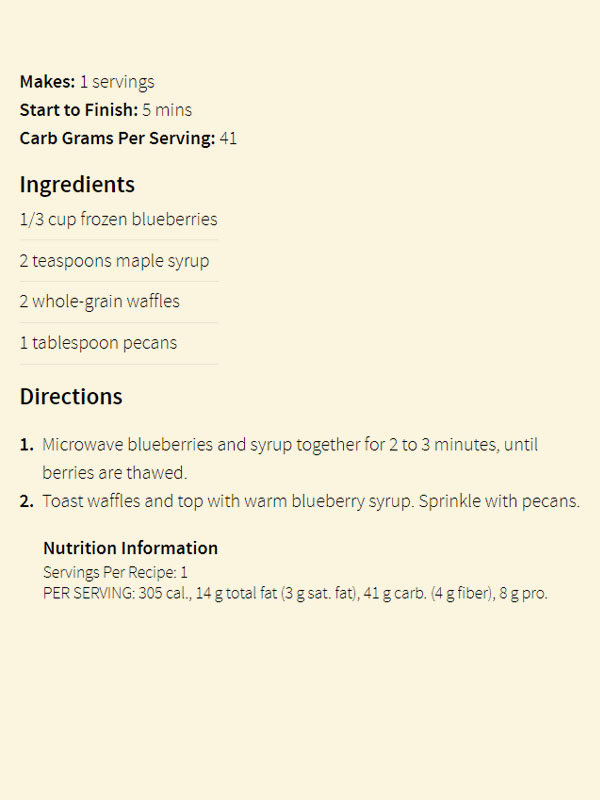 Makes: 1 servings
Start to Finish: 5 mins
Carb Grams Per Serving: 41
Ingredients
1/3 cup frozen blueberries
2 teaspoons maple syrup
2 whole-grain waffles
1 tablespoon pecans
Directions
1. Microwave blueberries and syrup together for 2 to 3 minutes, until
berries are thawed.
2. Toast waffles and top with warm blueberry syrup. Sprinkle with pecans.
Nutrition Information
Servings Per Recipe: 1
PER SERVING: 305 cal., 14 g total fat (3 g sat. fat), 41 g carb. (4 g fiber), 8 g pro.